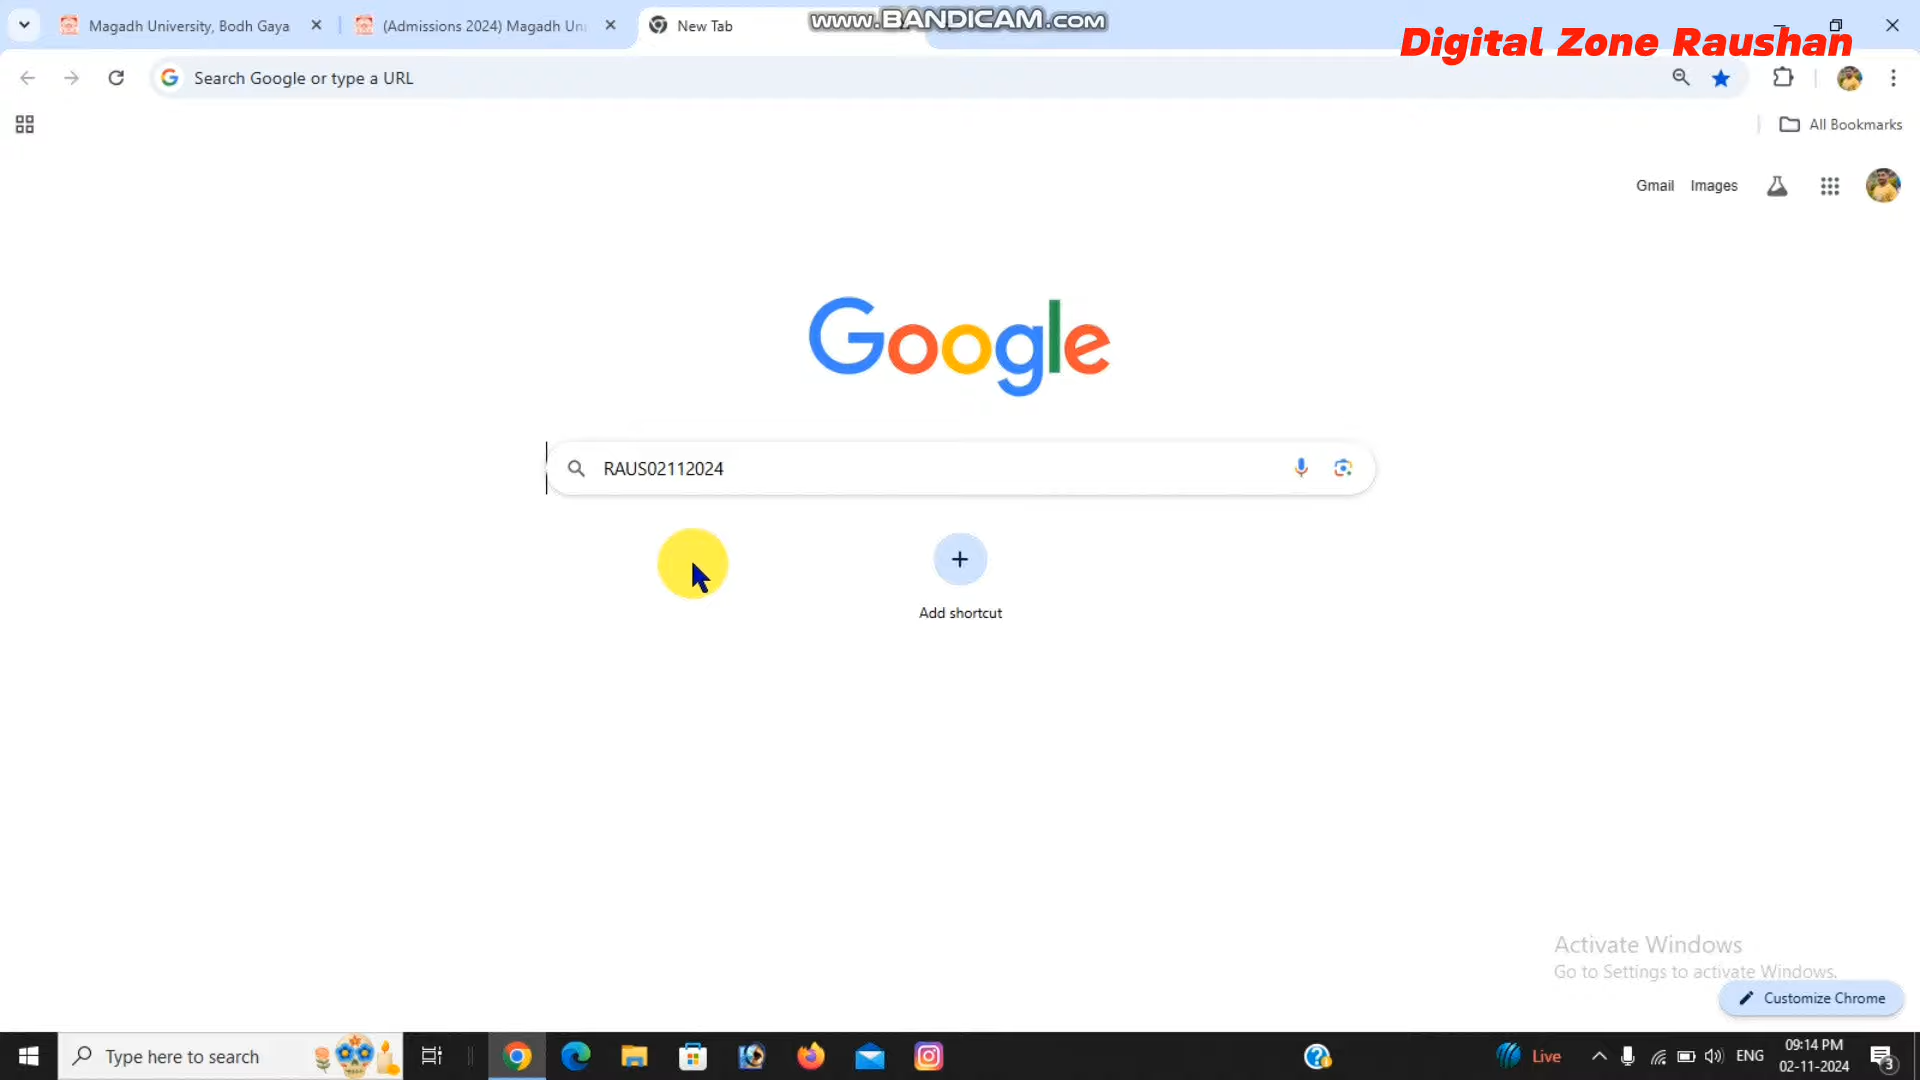 Magadh University, Bodh Gaya
(Admissions 2024) Magadh Uni
New Tab
www.BANDICAM.com
Digital Zone Raushan
Search Google or type a URL
All Bookmarks
Gmail
Images
Google
RAUS02112024
Add shortcut
Activate Windows
Go to Settings to activate Windows.
Customize Chrome
Type here to search
Live
ENG
09:14 PM
02-11-2024
3